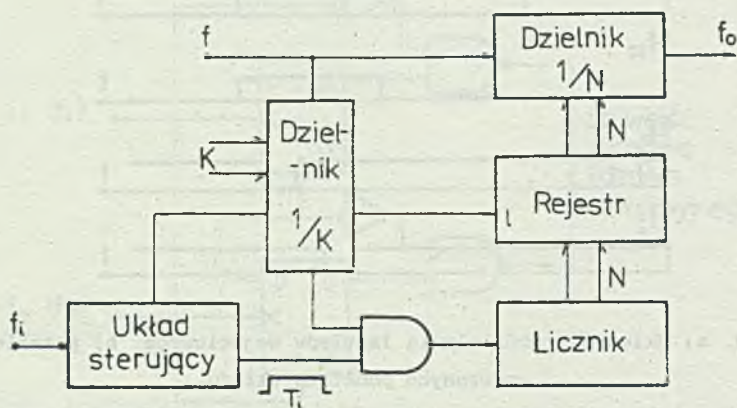 f
Dzielnik
1/N
f₀
N
K
Dziel-
-nik
1/K
l
Rejestr
N
fᵢ
Układ
sterujący
Tᵢ
Licznik